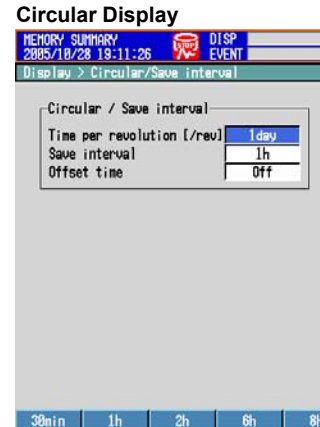 Circular Display
MEMORY SUMMARY
DISP
2005/10/28 19:11:26
STOP
EVENT
Display > Circular/Save interval
Circular / Save interval
Time per revolution [/rev] 1day
Save interval 1h
Offset time Off
30min 1h 2h 6h 8h